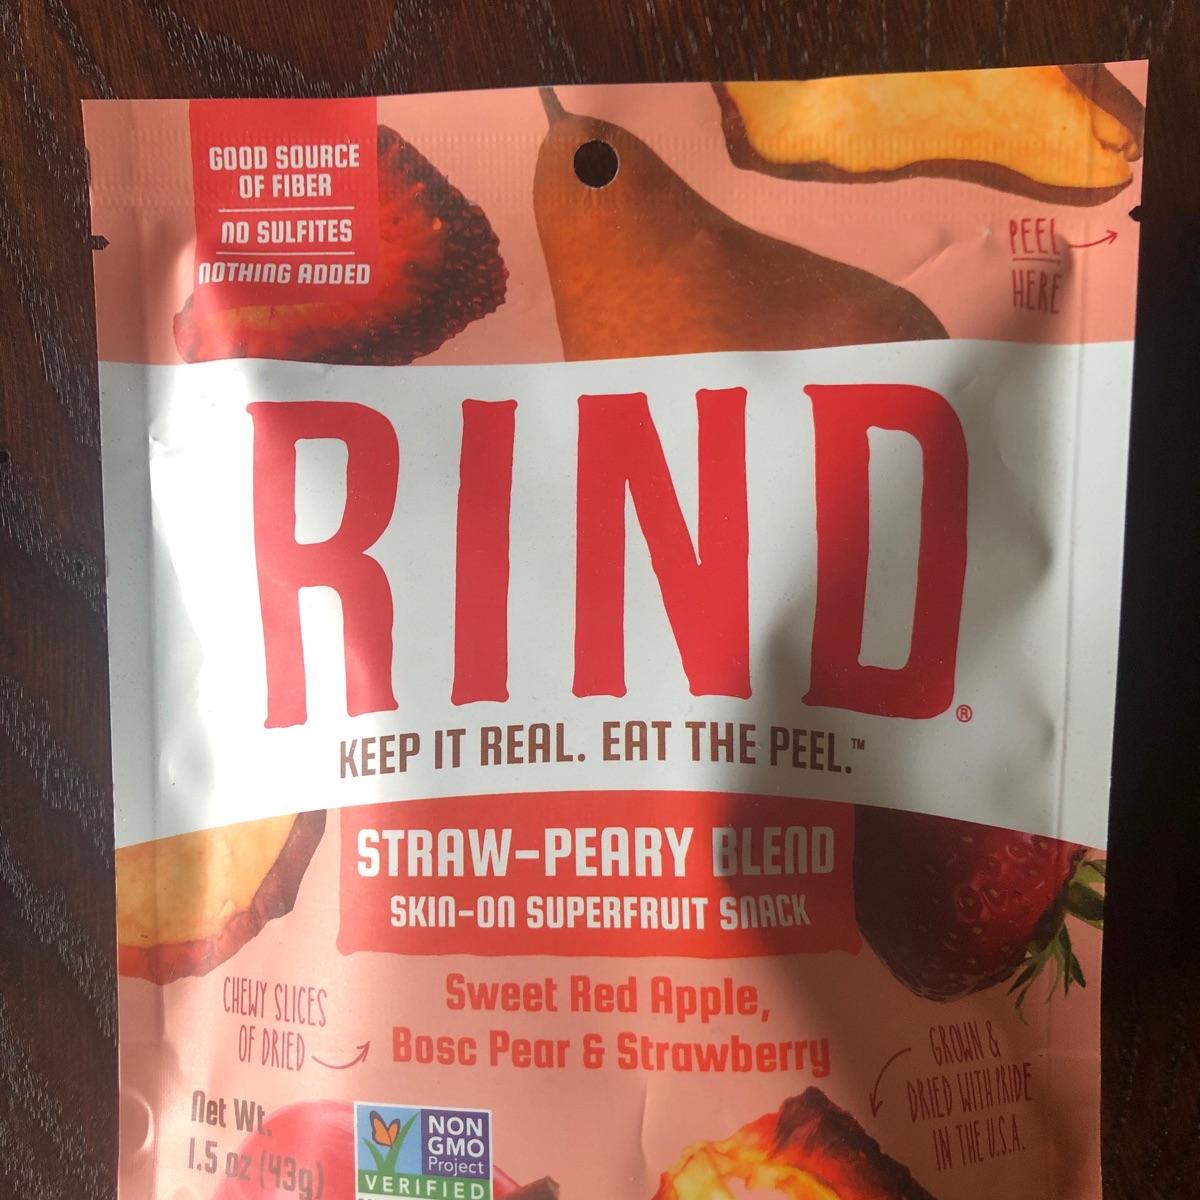 GOOD SOURCE
OF FIBER
NO SULFITES
NOTHING ADDED
PEEL
HERE
RIND®
KEEP IT REAL. EAT THE PEEL.™
STRAW-PEARY BLEND
SKIN-ON SUPERFRUIT SNACK
Sweet Red Apple,
Bosc Pear & Strawberry
CHEWY SLICES
OF DRIED
GROWN &
DRIED WITH PRIDE
IN THE U.S.A.
Net Wt.
1.5 oz (43g)
NON
GMO
Project
VERIFIED